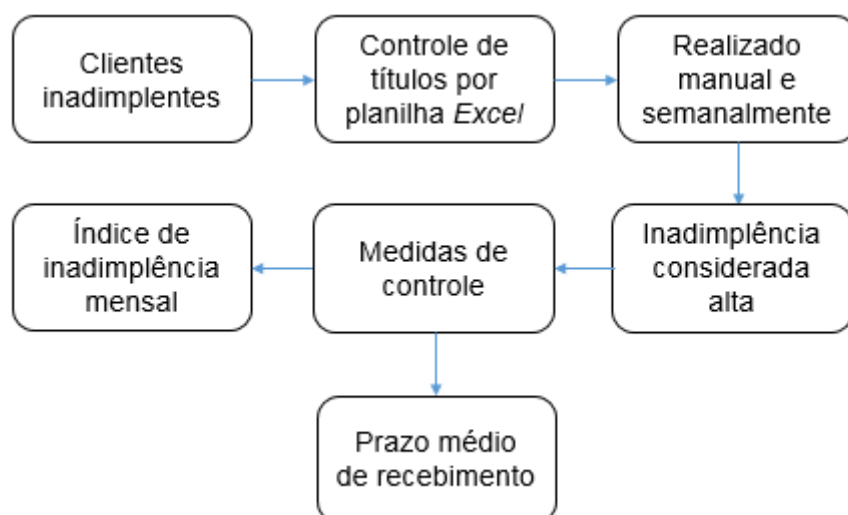 Clientes
inadimplentes
Controle de
títulos por
planilha Excel
Realizado
manual e
semanalmente
Índice de
inadimplência
mensal
Medidas de
controle
Inadimplência
considerada
alta
Prazo médio
de recebimento